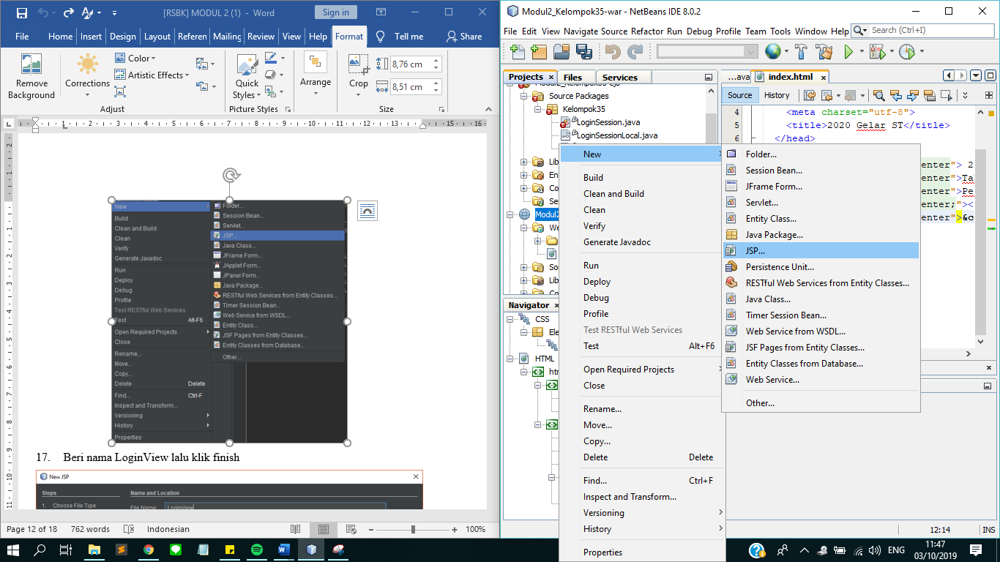 [RSBK] MODUL 2 (1) - Word
Sign in
File Home Insert Design Layout Referen Mailing Review View Help Format Tell me Share
Remove Background
Corrections
Color
Artistic Effects
Adjust
Quick Styles
Picture Styles
Arrange
Crop
8,76 cm
8,51 cm
Size
New
Build
Clean and Build
Clean
Verify
Generate Javadoc
Run
Deploy
Debug
Profile
Test RESTful Web Services
Test Alt-F6
Open Required Projects
Close
Rename...
Move...
Copy...
Delete Delete
Find... Ctrl-F
Inspect and Transform...
Versioning
History
Properties
Folder...
Session Bean...
Servlet...
JSP...
Java Class...
JFrame Form...
JApplet Form...
JPanel Form...
Java Package...
RESTful Web Services from Entity Classes...
Timer Session Bean...
Web Service from WSDL...
Entity Class...
JSF Pages from Entity Classes...
Entity Classes from Database...
Other...
17. Beri nama LoginView lalu klik finish
New JSP
Steps
Name and Location
1. Choose File Type
File Name: LoginView
Page 12 of 18 762 words Indonesian 100%
Modul2_Kelompok35-war - NetBeans IDE 8.0.2
File Edit View Navigate Source Refactor Run Debug Profile Team Tools Window Help
Search (Ctrl+I)
Projects Files Services
...ava index.html
Source History
Source Packages
Kelompok35
LoginSession.java
LoginSessionLocal.java
Lib
En
Co
Se
Modul2
We
So
Lib
Navigator
CSS
Ele
HTML
4 <meta charset="utf-8">
5 <title>2020 Gelar ST</title>
6 </head>
enter"> 2
enter">Ta
enter">Pe
enter;"><
enter">&c
New
Build
Clean and Build
Clean
Verify
Generate Javadoc
Run
Deploy
Debug
Profile
Test RESTful Web Services
Test Alt+F6
Open Required Projects
Close
Rename...
Move...
Copy...
Delete Delete
Find... Ctrl+F
Inspect and Transform...
Versioning
History
Properties
Folder...
Session Bean...
JFrame Form...
Servlet...
Entity Class...
Java Package...
JSP...
Persistence Unit...
RESTful Web Services from Entity Classes...
Java Class...
Timer Session Bean...
Web Service from WSDL...
JSF Pages from Entity Classes...
Entity Classes from Database...
Web Service...
Other...
12:14 INS
ENG
11:47
03/10/2019